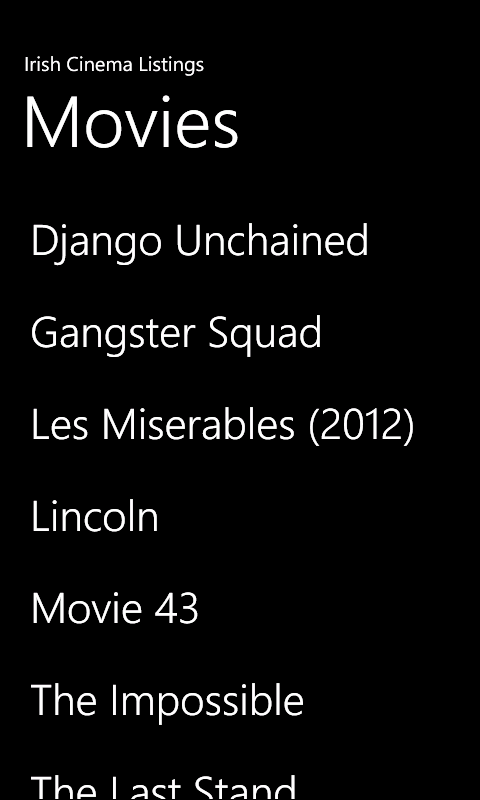 Irish Cinema Listings
Movies
Django Unchained
Gangster Squad
Les Miserables (2012)
Lincoln
Movie 43
The Impossible
The Last Stand